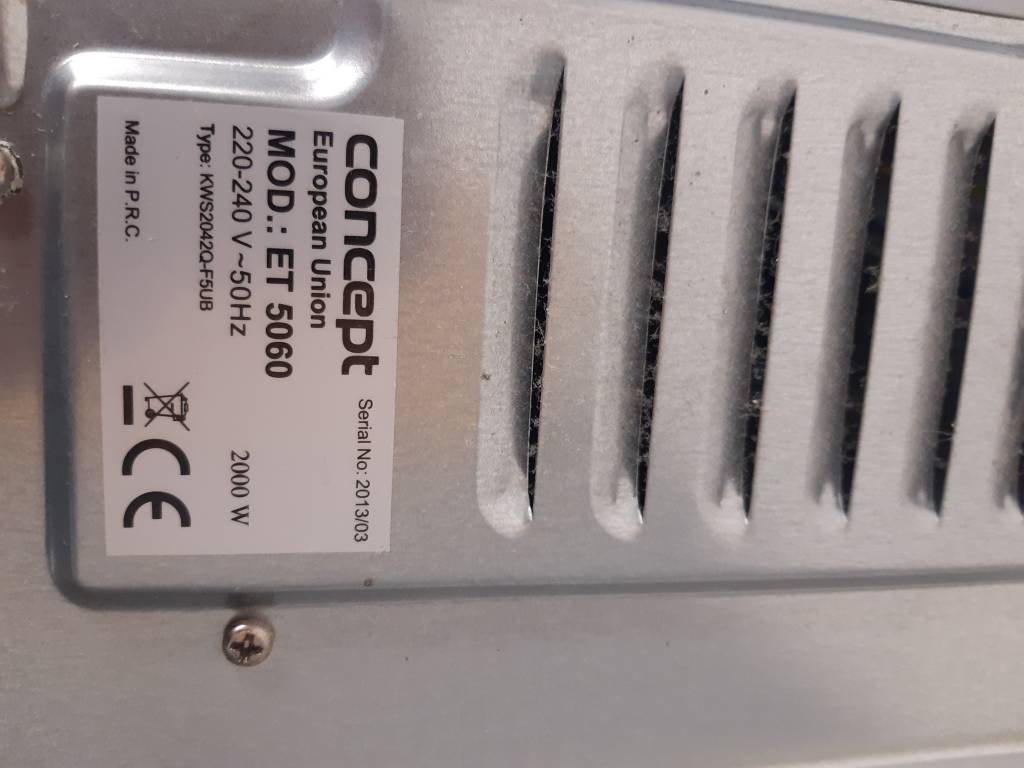 concept
Serial No: 2013/03
European Union
MOD.: ET 5060
220-240 V ~50Hz
2000 W
Type: KWS2042Q-F5UB
CE
Made in P.R.C.